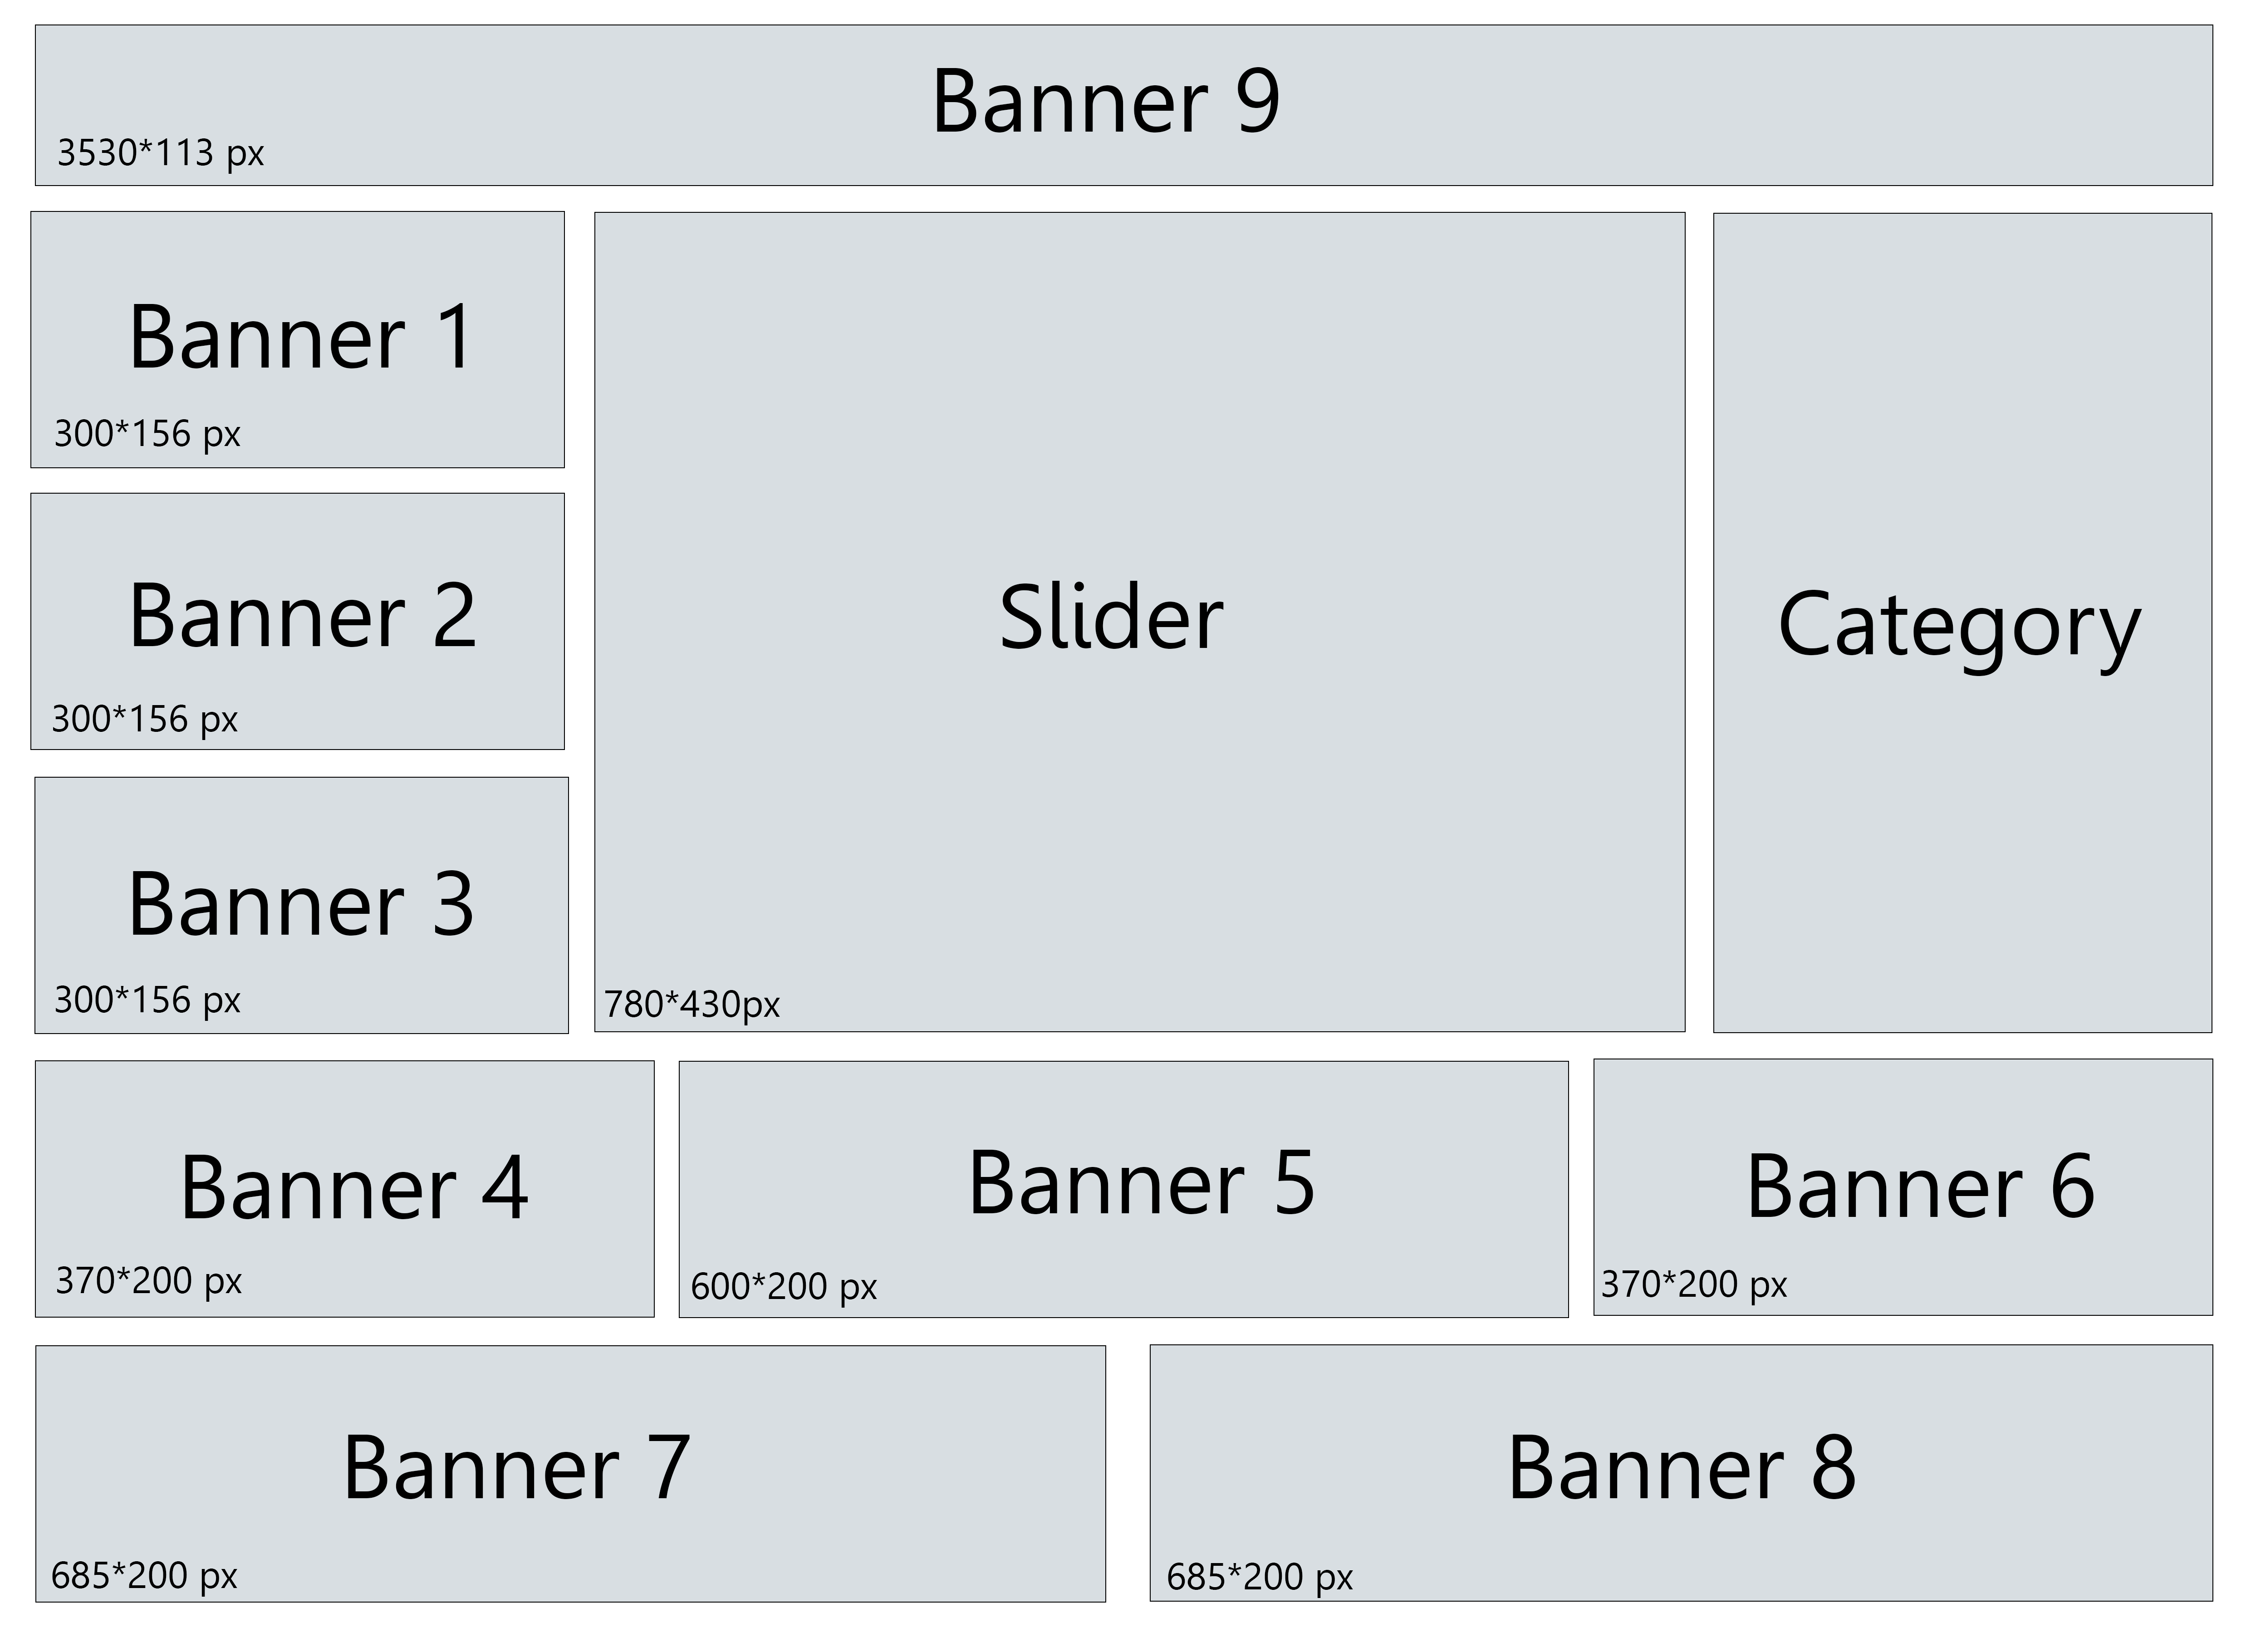 Banner 9
3530*113 px
Banner 1
300*156 px
Banner 2
300*156 px
Banner 3
300*156 px
Slider
780*430px
Category
Banner 4
370*200 px
Banner 5
600*200 px
Banner 6
370*200 px
Banner 7
685*200 px
Banner 8
685*200 px